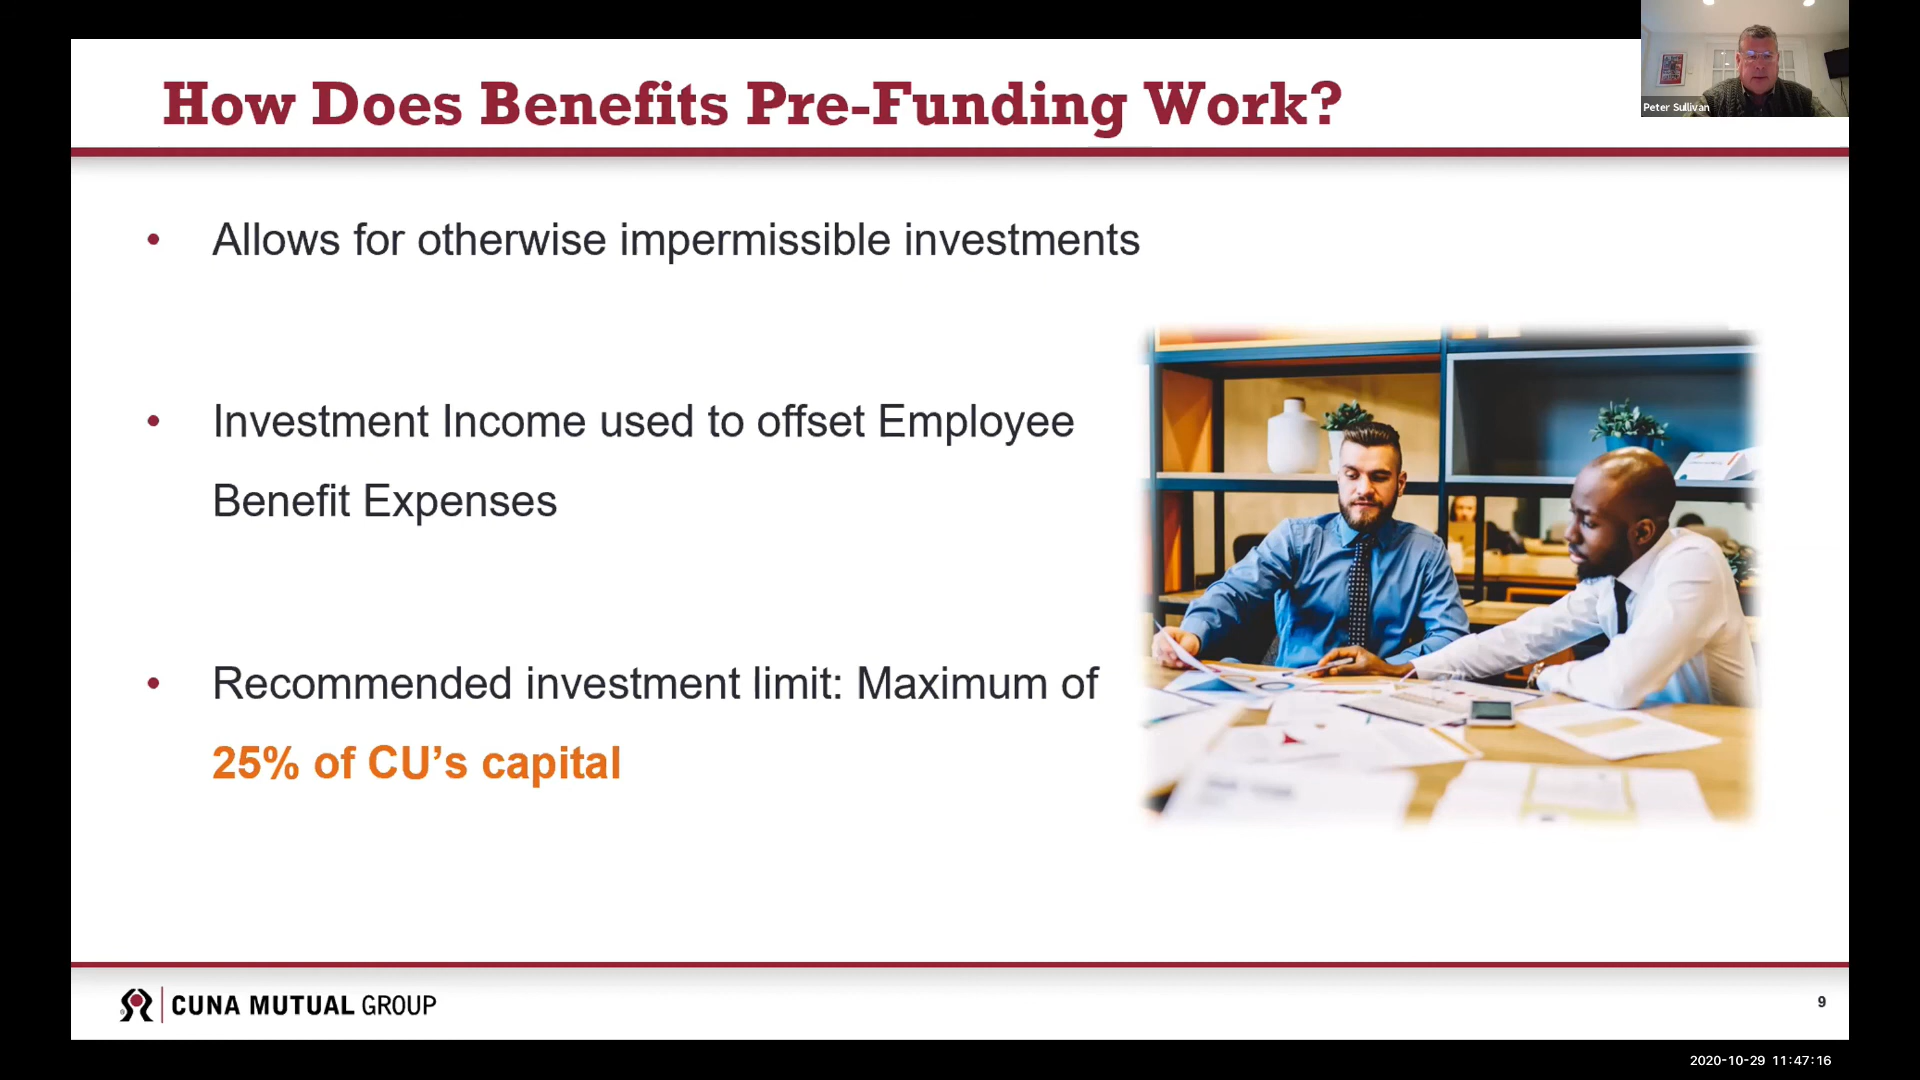 How Does Benefits Pre-Funding Work?
Peter Sullivan
• Allows for otherwise impermissible investments
• Investment Income used to offset Employee
Benefit Expenses
• Recommended investment limit: Maximum of
25% of CU’s capital
CUNA MUTUAL GROUP
9
2020-10-29 11:47:16